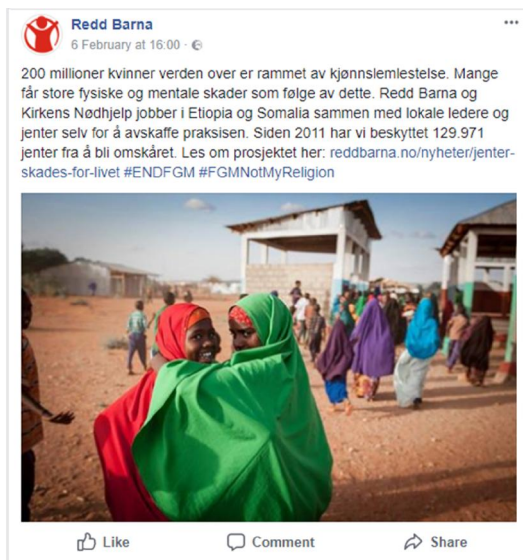 Redd Barna
6 February at 16:00 ·
200 millioner kvinner verden over er rammet av kjønnslemlestelse. Mange
får store fysiske og mentale skader som følge av dette. Redd Barna og
Kirkens Nødhjelp jobber i Etiopia og Somalia sammen med lokale ledere og
jenter selv for å avskaffe praksisen. Siden 2011 har vi beskyttet 129.971
jenter fra å bli omskåret. Les om prosjektet her: reddbarna.no/nyheter/jenter-
skades-for-livet #ENDFGM #FGMNotMyReligion
Like Comment Share